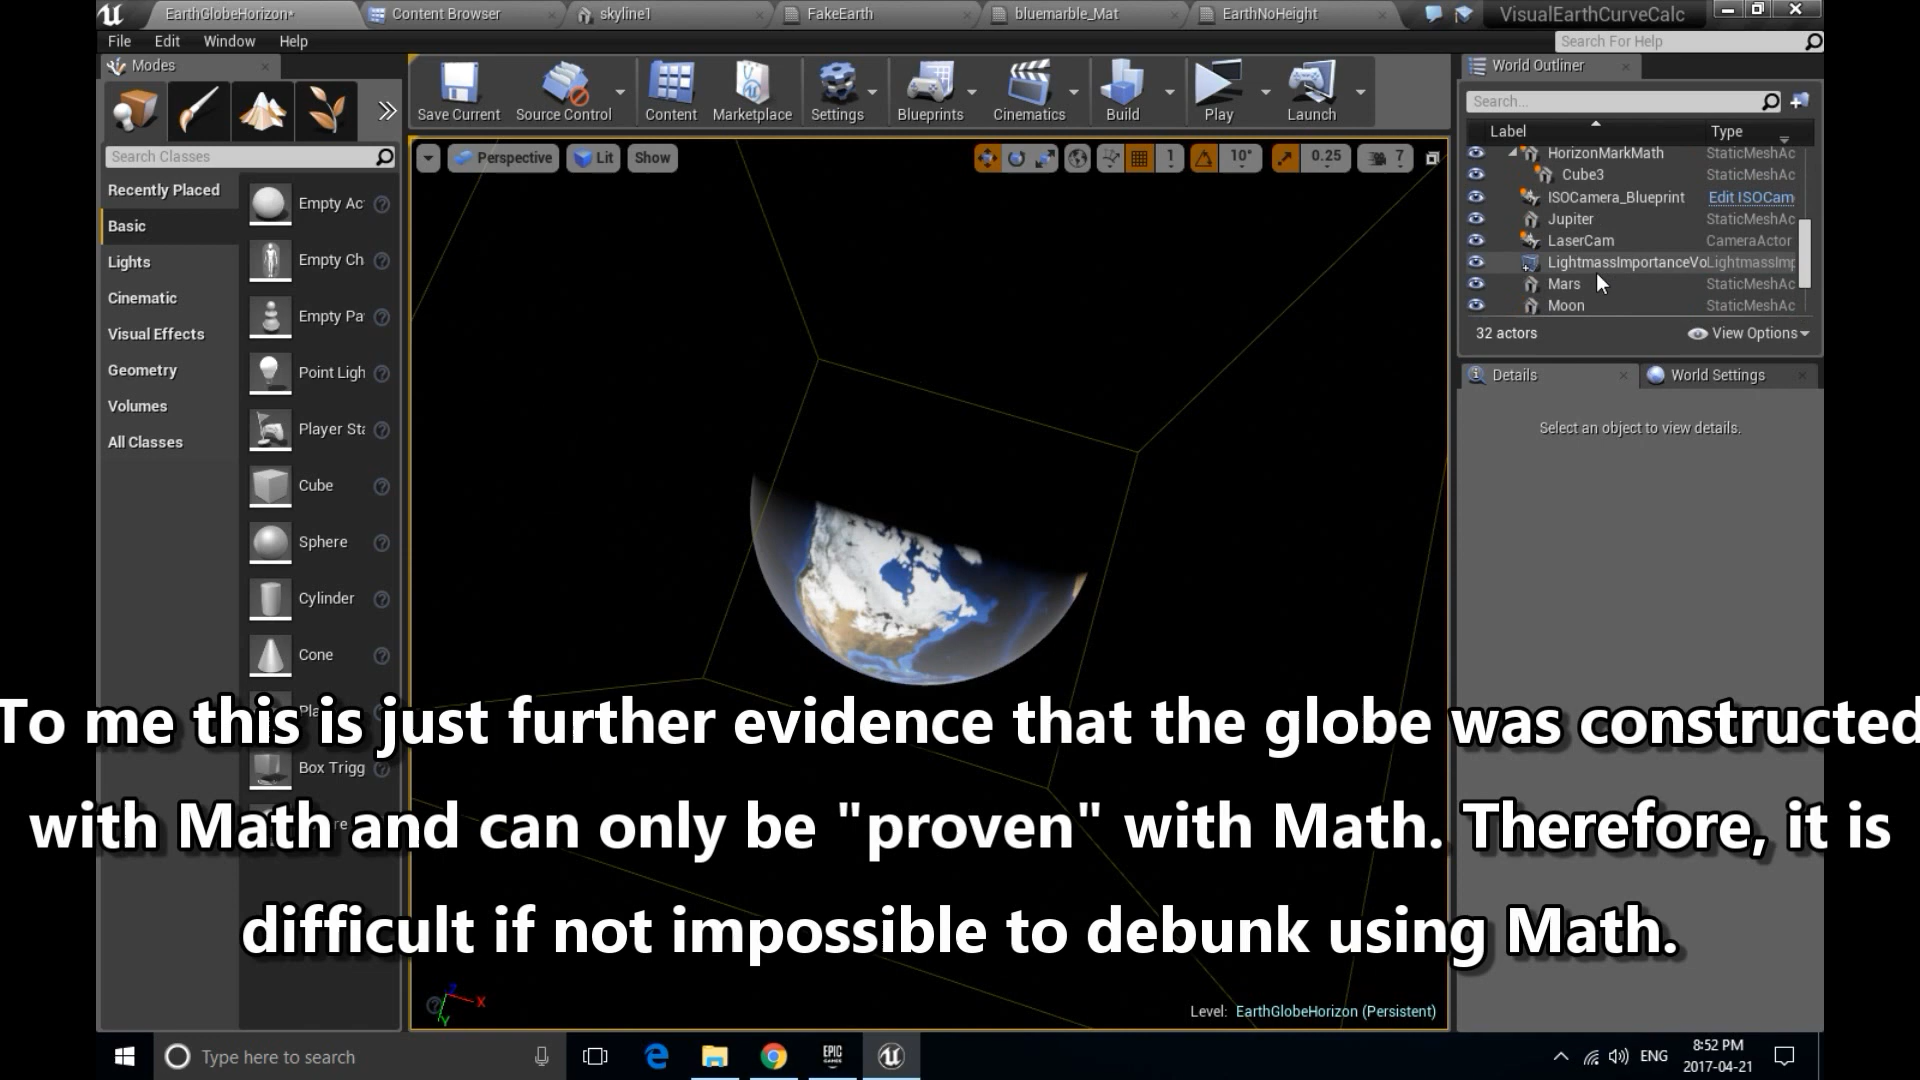 EarthGlobeHorizon*
Content Browser
skyline1
FakeEarth
bluemarble_Mat
EarthNoHeight
VisualEarthCurveCalc
File Edit Window Help
Search For Help
Modes
World Outliner
Save Current
Source Control
Content
Marketplace
Settings
Blueprints
Cinematics
Build
Play
Launch
Search...
Label
Type
Search Classes
Perspective
Lit
Show
1
10°
0.25
7
HorizonMarkMath StaticMeshAc
Cube3 StaticMeshAc
ISOCamera_Blueprint Edit ISOCam
Jupiter StaticMeshAc
LaserCam CameraActor
LightmassImportanceVo LightmassImp
Mars StaticMeshAc
Moon StaticMeshAc
32 actors
View Options
Recently Placed
Basic
Lights
Cinematic
Visual Effects
Geometry
Volumes
All Classes
Empty Ac
Empty Ch
Empty Pa
Point Ligh
Player Sta
Cube
Sphere
Cylinder
Cone
Pla
Box Trigg
Details
World Settings
Select an object to view details.
To me this is just further evidence that the globe was constructed
with Math and can only be "proven" with Math. Therefore, it is
difficult if not impossible to debunk using Math.
Z
X
Y
Level: EarthGlobeHorizon (Persistent)
Type here to search
EPIC
GAMES
ENG
8:52 PM
2017-04-21